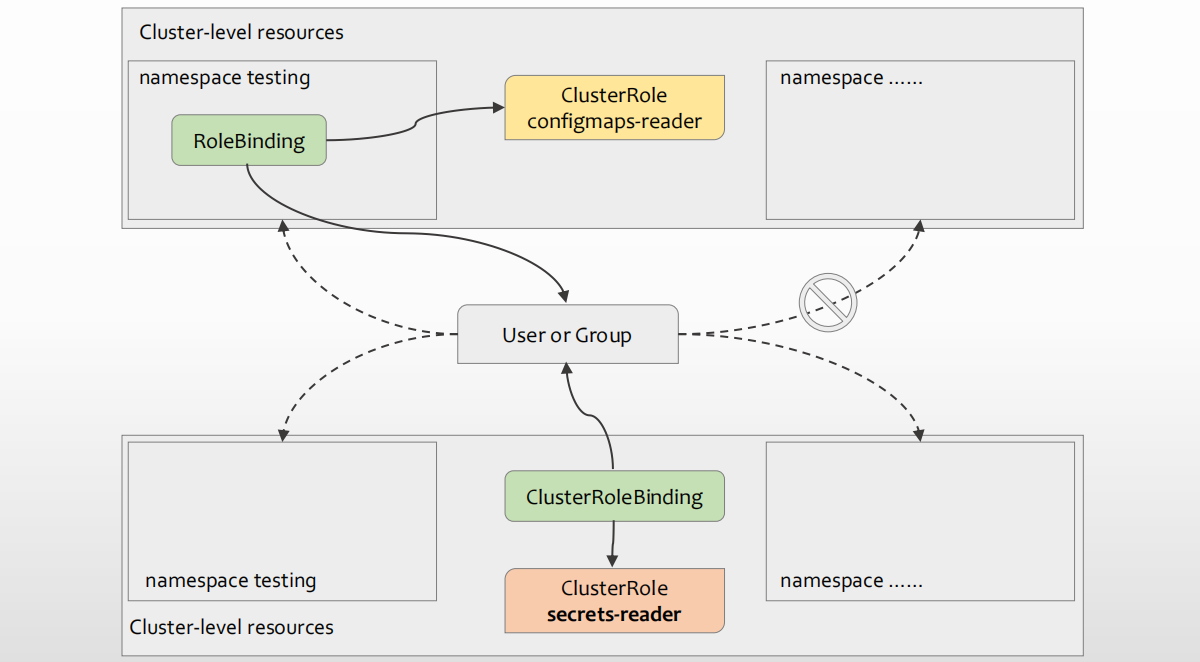 Cluster-level resources
namespace testing
namespace ......
ClusterRole
configmaps-reader
RoleBinding
User or Group
ClusterRoleBinding
namespace testing
ClusterRole
secrets-reader
namespace ......
Cluster-level resources